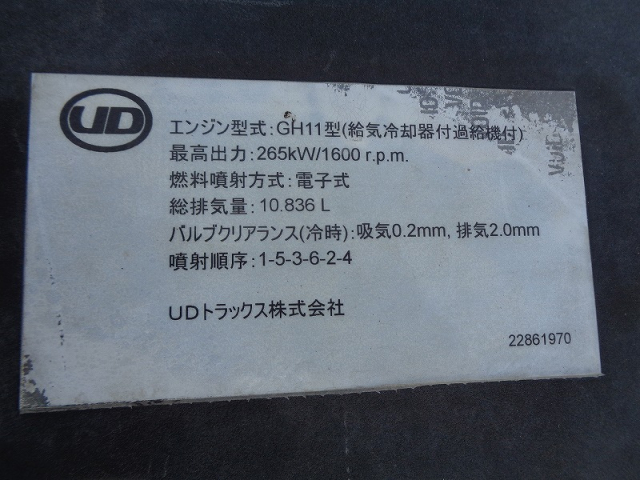 UD
エンジン型式:GH11型(給気冷却器付過給機付)
最高出力:265kW/1600 r.p.m.
燃料噴射方式:電子式
総排気量:10.836 L
バルブクリアランス(冷時):吸気0.2mm, 排気2.0mm
噴射順序:1-5-3-6-2-4
UDトラックス株式会社
22861970